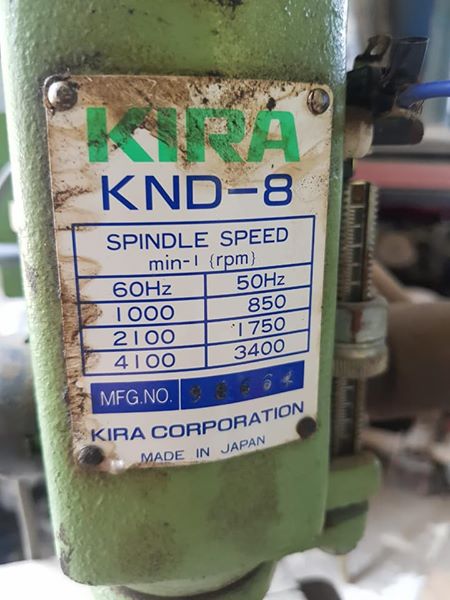 KIRA
KND-8
SPINDLE SPEED
min-1 {rpm}
60Hz 50Hz
1000 850
2100 1750
4100 3400
MFG.NO.
KIRA CORPORATION
MADE IN JAPAN